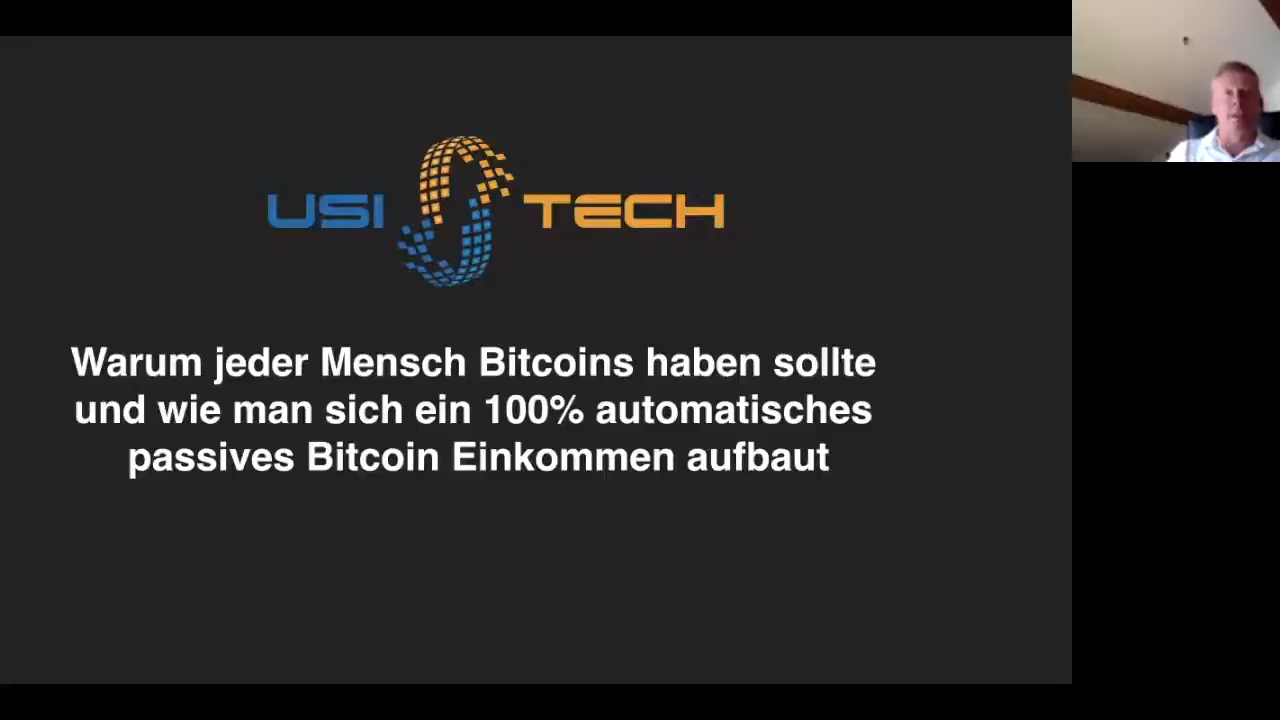 USI TECH
Warum jeder Mensch Bitcoins haben sollte
und wie man sich ein 100% automatisches
passives Bitcoin Einkommen aufbaut